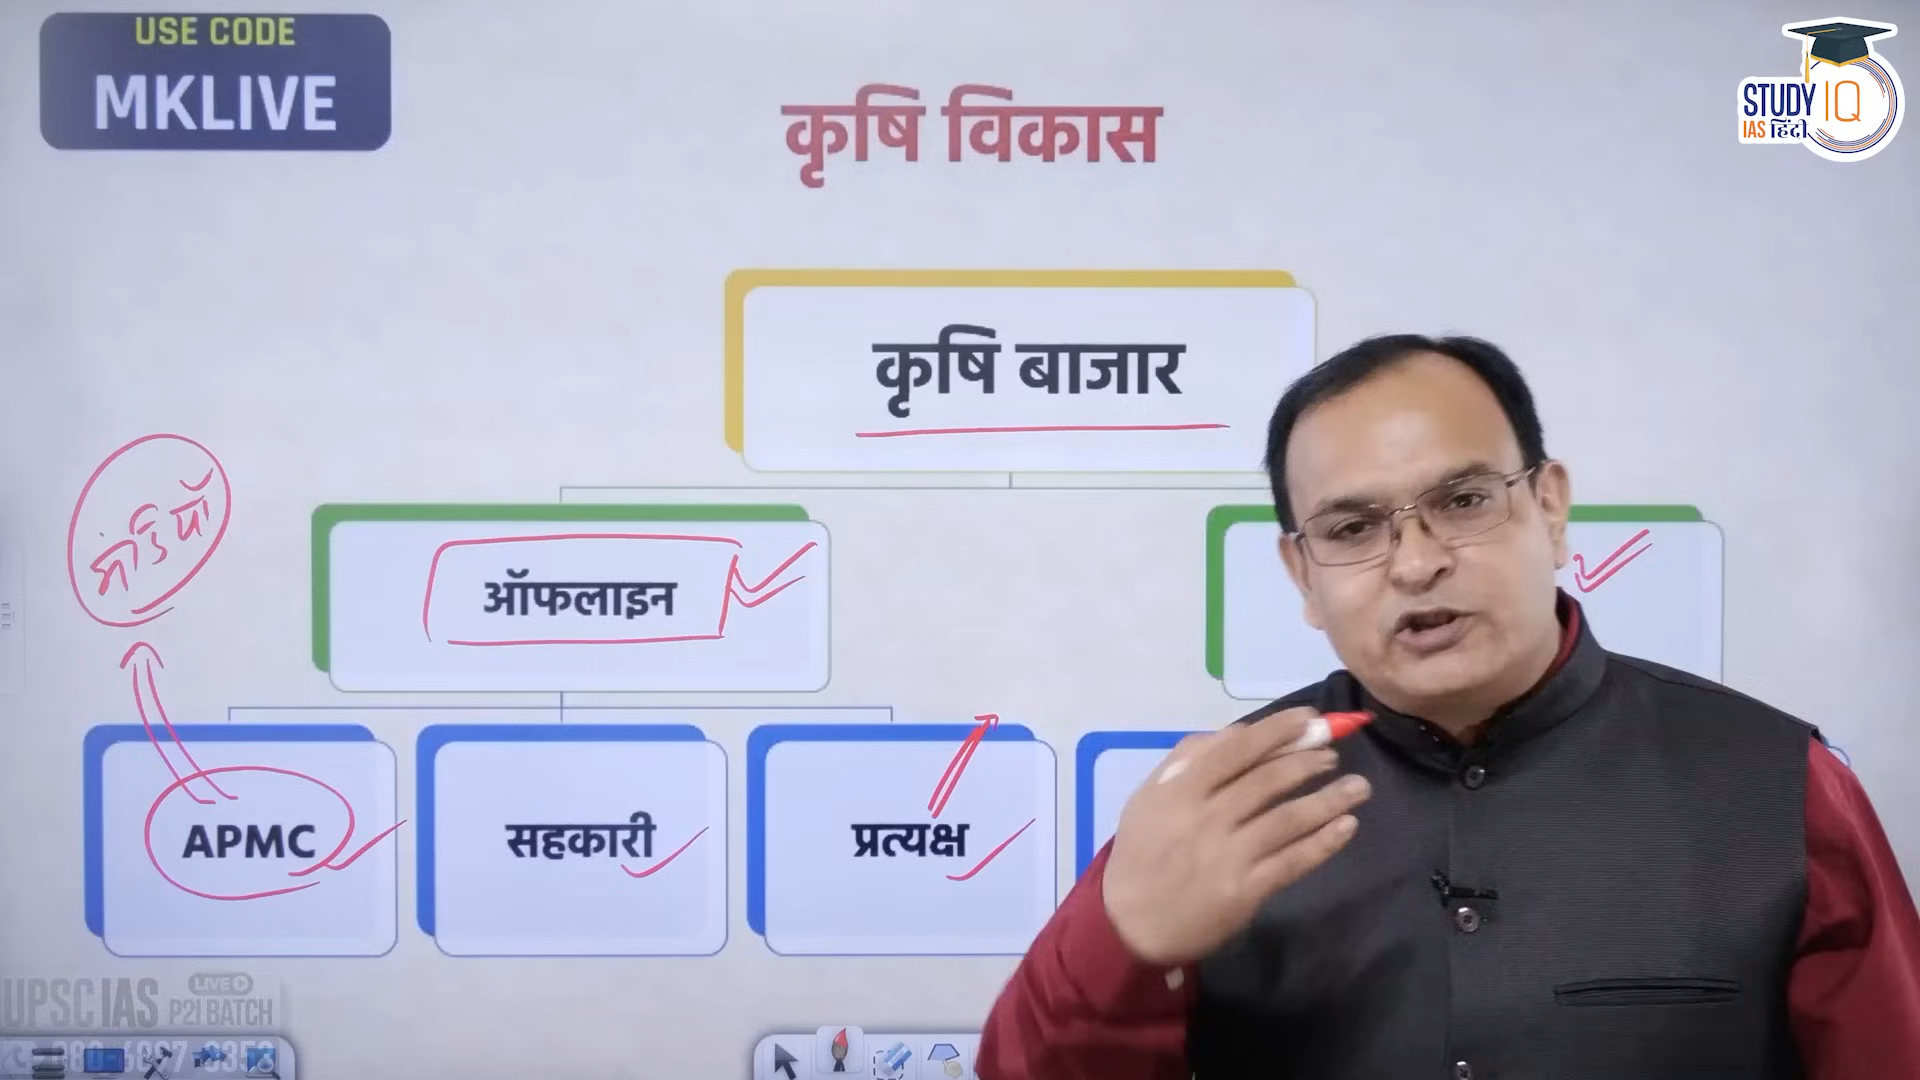 USE CODE
MKLIVE
STUDY IQ
IAS हिंदी
कृषि विकास
कृषि बाजार
मंडियाँ
ऑफलाइन
APMC
सहकारी
प्रत्यक्ष
UPSC IAS
LIVE
P2I BATCH